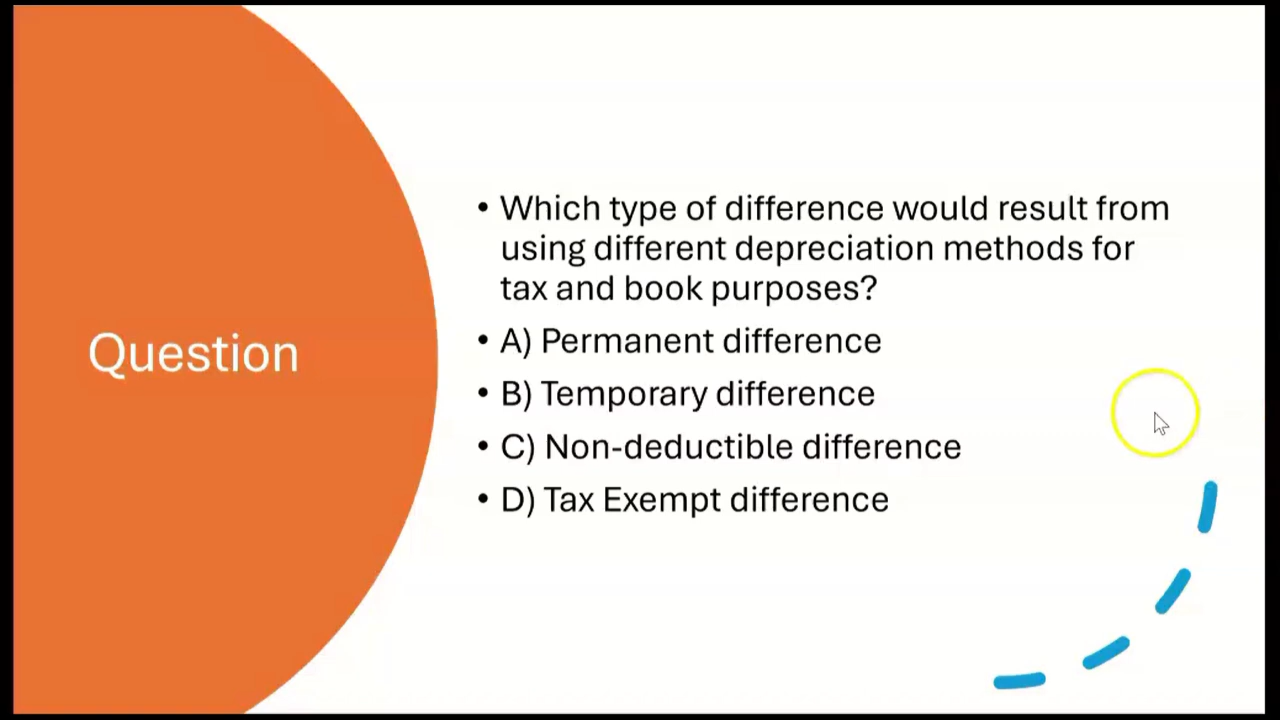 Question
• Which type of difference would result from
using different depreciation methods for
tax and book purposes?
• A) Permanent difference
• B) Temporary difference
• C) Non-deductible difference
• D) Tax Exempt difference